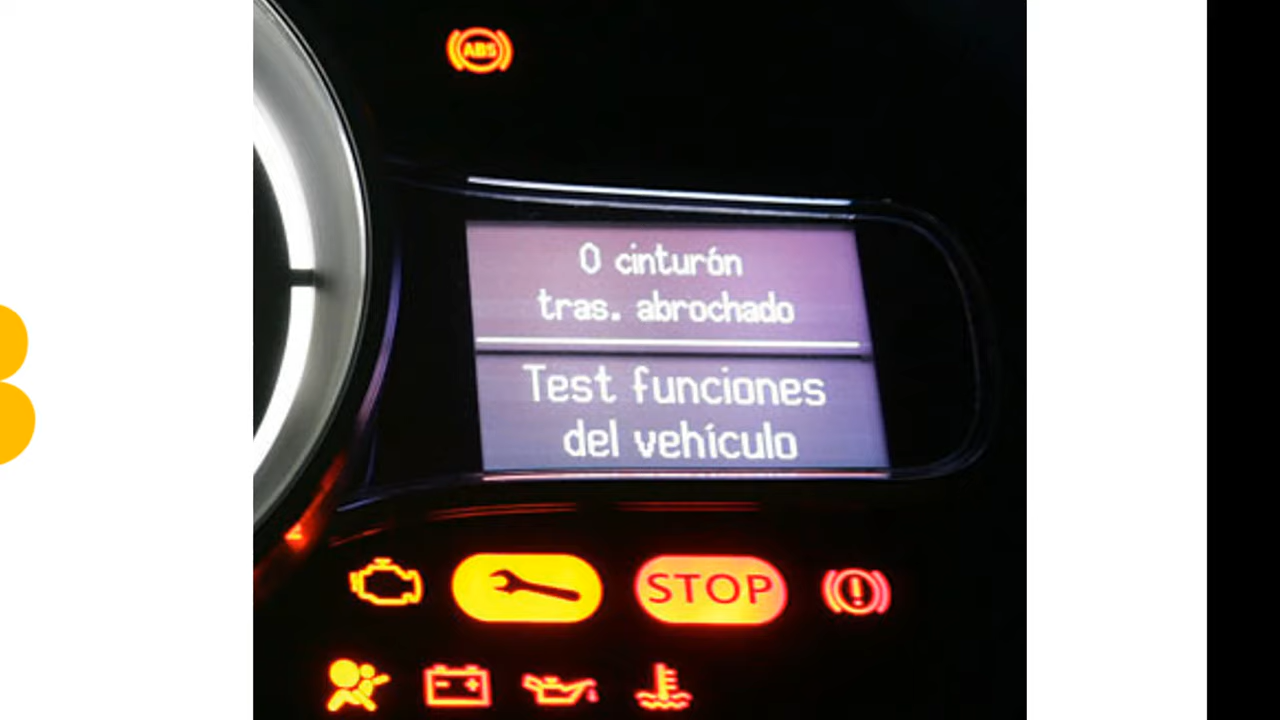 ABS
0 cinturón
tras. abrochado
Test funciones
del vehículo
STOP